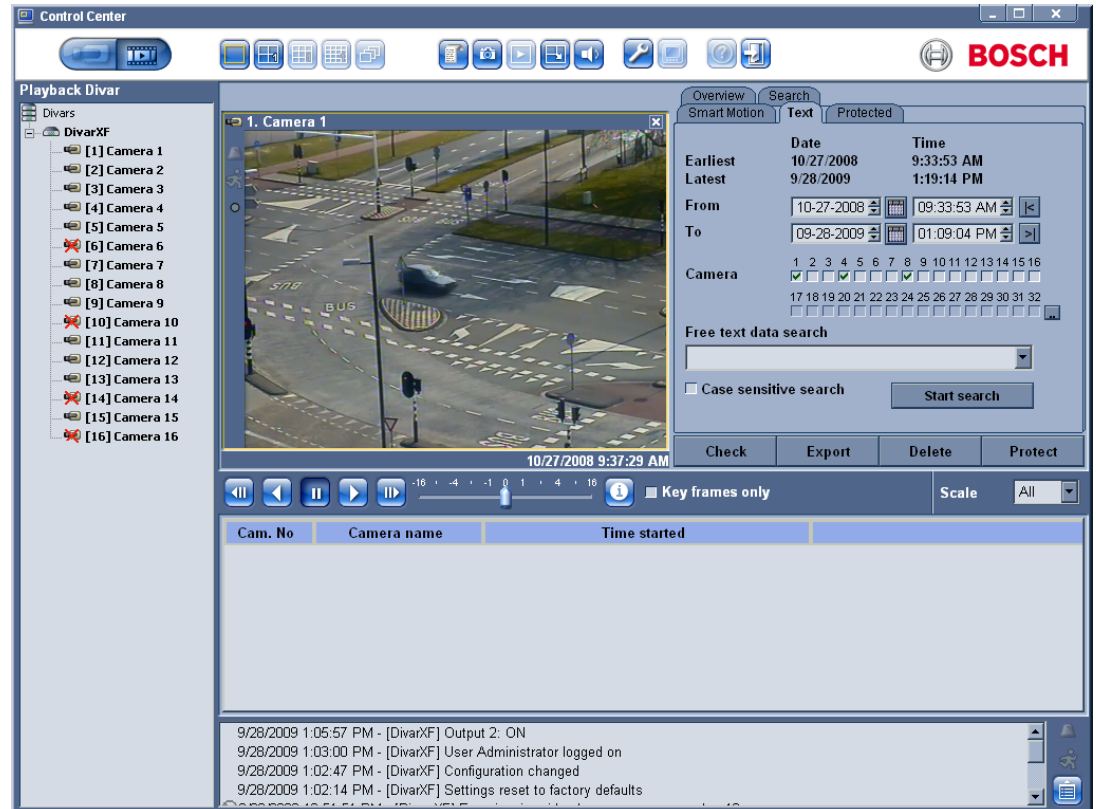 Control Center
BOSCH
Playback Divar
Divars
DivarXF
[1] Camera 1
[2] Camera 2
[3] Camera 3
[4] Camera 4
[5] Camera 5
[6] Camera 6
[7] Camera 7
[8] Camera 8
[9] Camera 9
[10] Camera 10
[11] Camera 11
[12] Camera 12
[13] Camera 13
[14] Camera 14
[15] Camera 15
[16] Camera 16
1. Camera 1
BUS
BUS
10/27/2008 9:37:29 AM
Overview Search
Smart Motion Text Protected
Date Time
Earliest 10/27/2008 9:33:53 AM
Latest 9/28/2009 1:19:14 PM
From 10-27-2008 09:33:53 AM
To 09-28-2009 01:09:04 PM
1 2 3 4 5 6 7 8 9 10 11 12 13 14 15 16
Camera
17 18 19 20 21 22 23 24 25 26 27 28 29 30 31 32
..
Free text data search
Case sensitive search Start search
Check Export Delete Protect
-16 -4 -1 0 1 4 16
Key frames only Scale All
Cam. No Camera name Time started
9/28/2009 1:05:57 PM - [DivarXF] Output 2: ON
9/28/2009 1:03:00 PM - [DivarXF] User Administrator logged on
9/28/2009 1:02:47 PM - [DivarXF] Configuration changed
9/28/2009 1:02:14 PM - [DivarXF] Settings reset to factory defaults